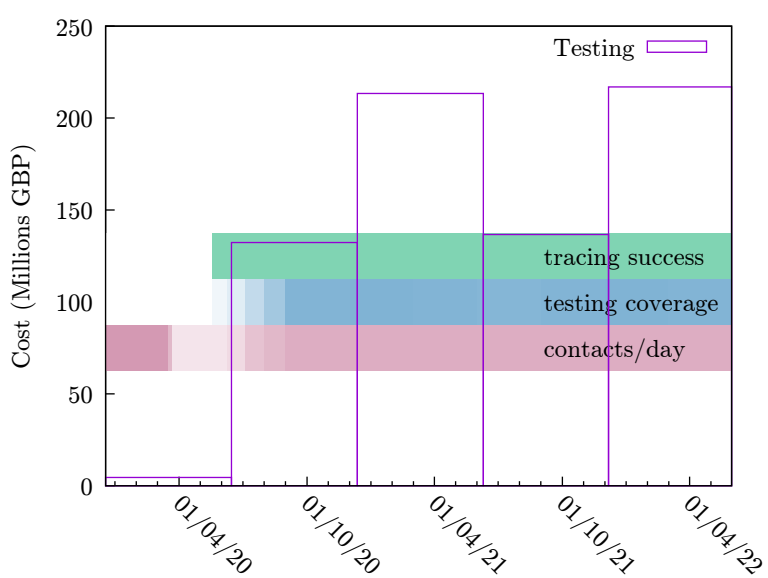 250
200
150
100
50
0
Cost (Millions GBP)
Testing
tracing success
testing coverage
contacts/day
01/04/20
01/10/20
01/04/21
01/10/21
01/04/22